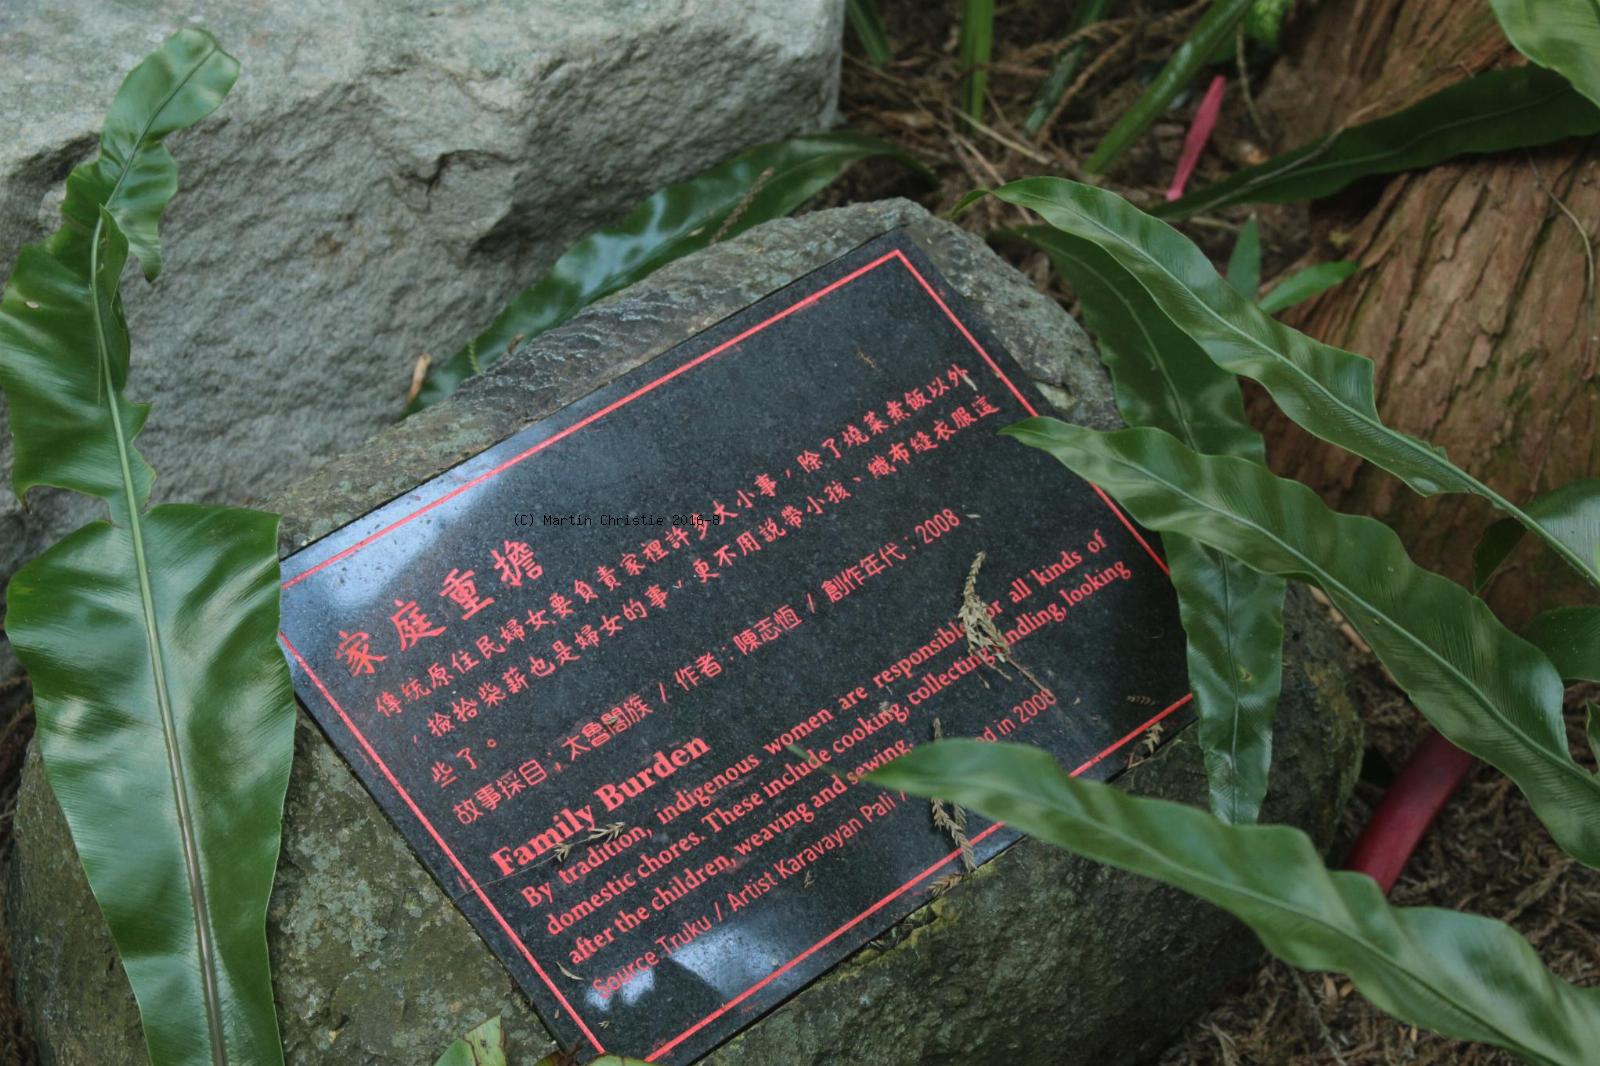 家庭重擔
傳統原住民婦女要負責家裡許多大小事，除了燒菜煮飯以外
，撿拾柴薪也是婦女的事、更不用説帶小孩、織布縫衣服這
些了。
故事採自：太魯閣族 / 作者：陳志恆 / 創作年代：2008
Family Burden
By tradition, indigenous women are responsible for all kinds of
domestic chores. These include cooking, collecting kindling, looking
after the children, weaving and sewing.
Source Truku / Artist Karavayan Pali / in 2008
(C) Martin Christie 2016-8